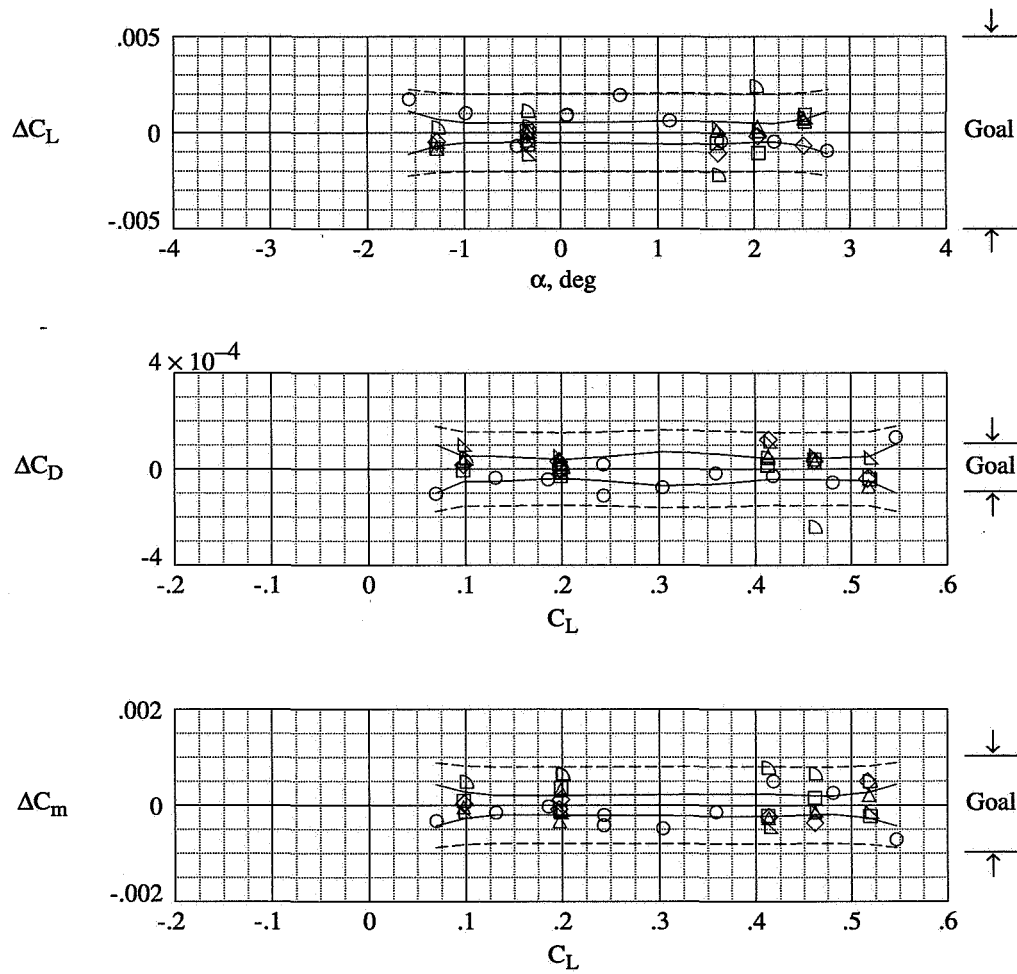 .005
ΔC_L
0
Goal
-.005
-4 -3 -2 -1 0 1 2 3 4
α, deg
4 × 10^–4
ΔC_D
0
Goal
-4
-.2 -.1 0 .1 .2 .3 .4 .5 .6
C_L
.002
ΔC_m
0
Goal
-.002
-.2 -.1 0 .1 .2 .3 .4 .5 .6
C_L